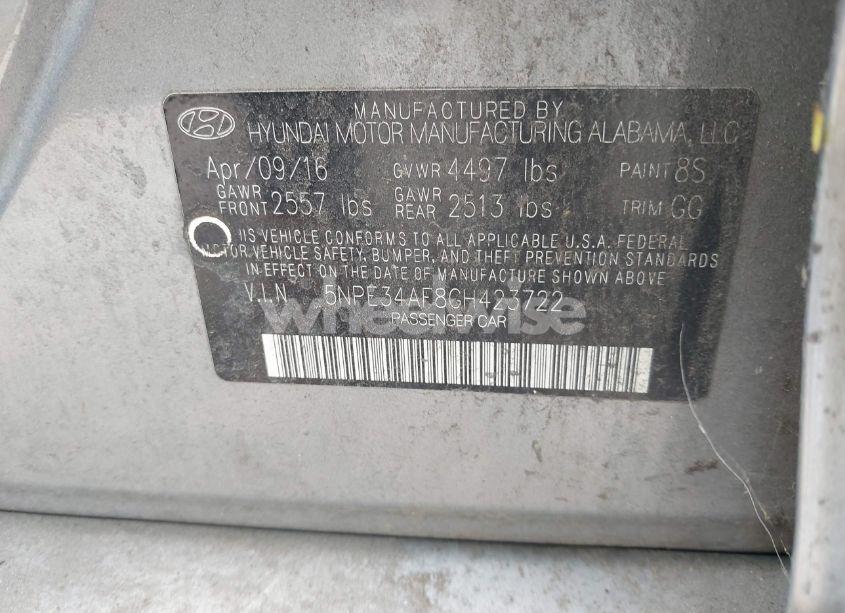 MANUFACTURED BY
HYUNDAI MOTOR MANUFACTURING ALABAMA, LLC
Apr/09/16 GVWR 4497 lbs PAINT 8S
GAWR FRONT 2557 lbs GAWR REAR 2513 lbs TRIM GG
IIS VEHICLE CONFORMS TO ALL APPLICABLE U.S.A. FEDERAL
MOTOR VEHICLE SAFETY, BUMPER, AND THEFT PREVENTION STANDARDS
IN EFFECT ON THE DATE OF MANUFACTURE SHOWN ABOVE
V.I.N 5NPE34AF8GH423722
wheelwise
PASSENGER CAR